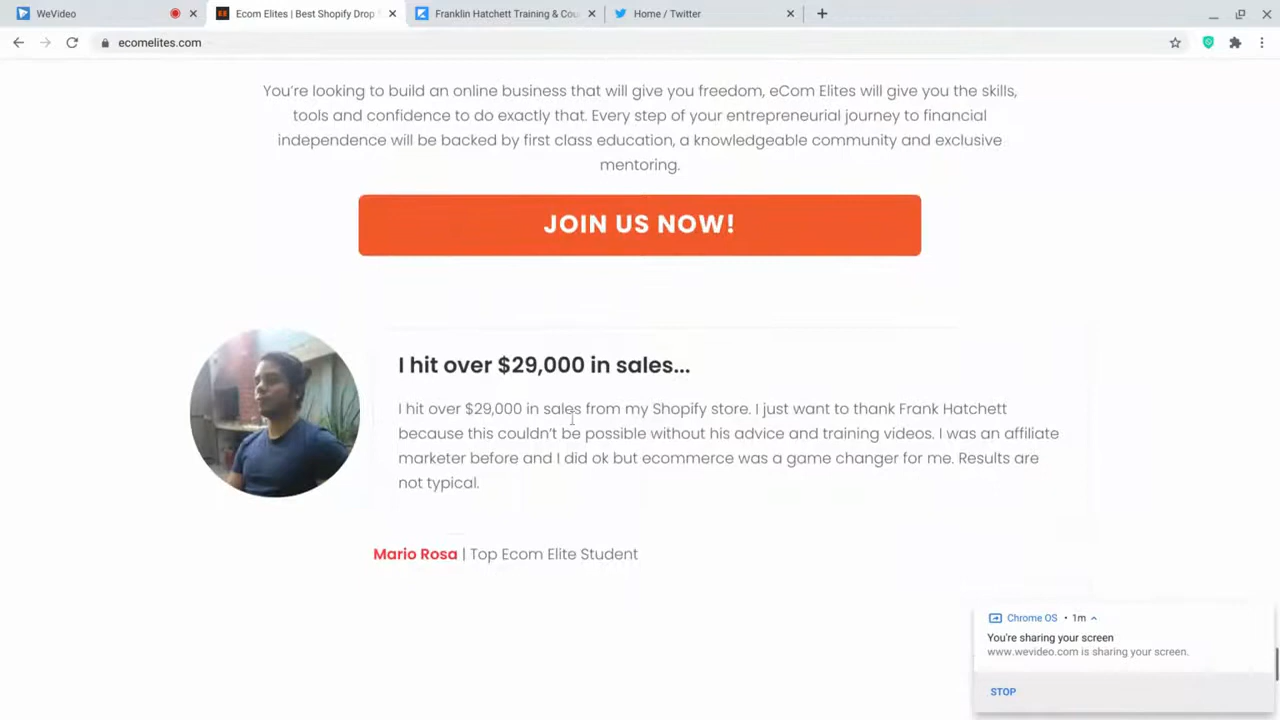 WeVideo
Ecom Elites | Best Shopify Drop
Franklin Hatchett Training & Cou
Home / Twitter
ecomelites.com
You're looking to build an online business that will give you freedom, eCom Elites will give you the skills,
tools and confidence to do exactly that. Every step of your entrepreneurial journey to financial
independence will be backed by first class education, a knowledgeable community and exclusive
mentoring.
JOIN US NOW!
I hit over $29,000 in sales...
I hit over $29,000 in sales from my Shopify store. I just want to thank Frank Hatchett
because this couldn't be possible without his advice and training videos. I was an affiliate
marketer before and I did ok but ecommerce was a game changer for me. Results are
not typical.
Mario Rosa | Top Ecom Elite Student
Chrome OS • 1m
You're sharing your screen
www.wevideo.com is sharing your screen.
STOP